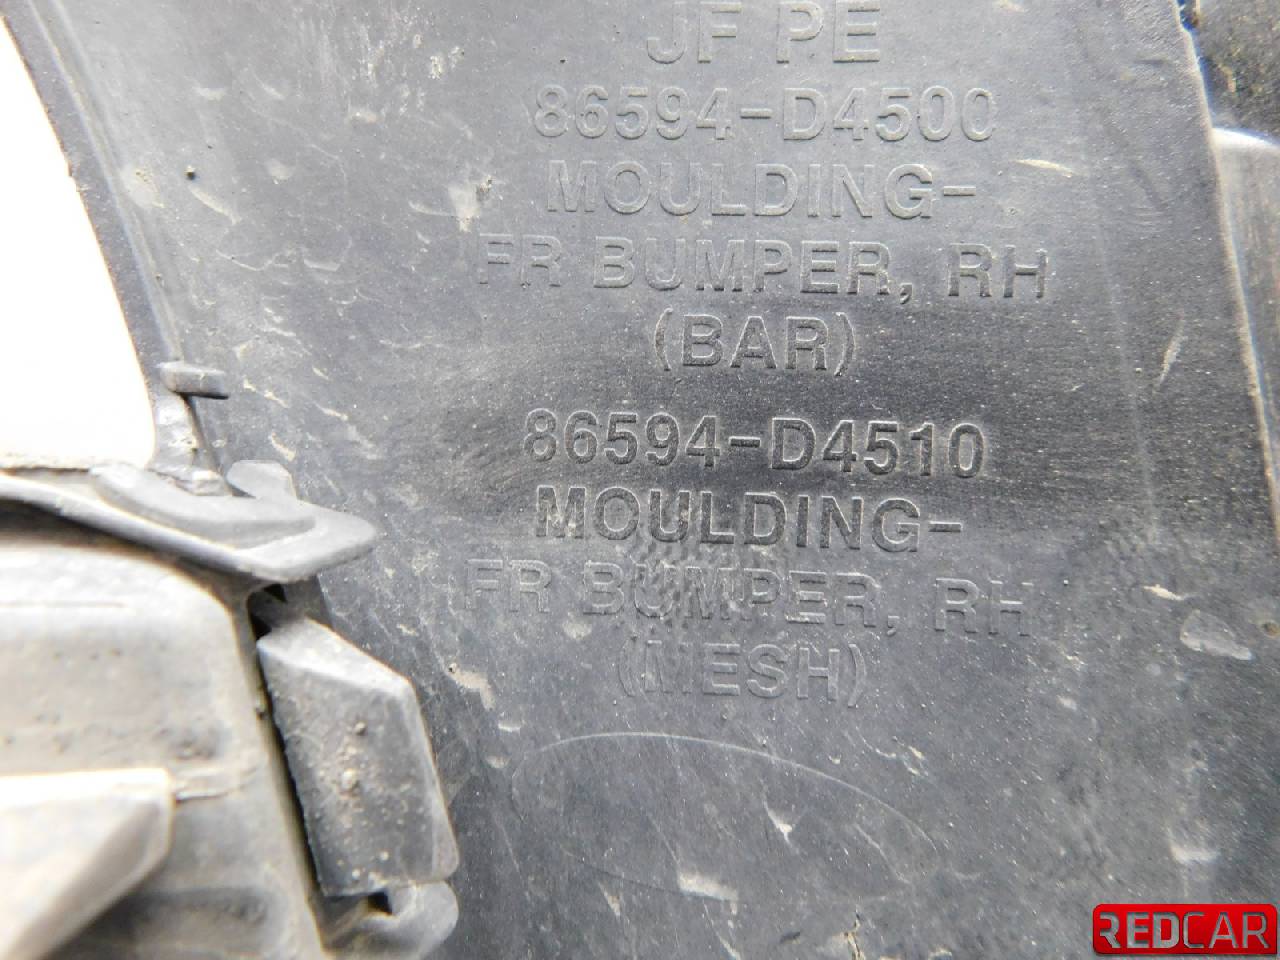 JF PE
86594-D4500
MOULDING-
FR BUMPER, RH
(BAR)
86594-D4510
MOULDING-
FR BUMPER, RH
(MESH)
REDCAR